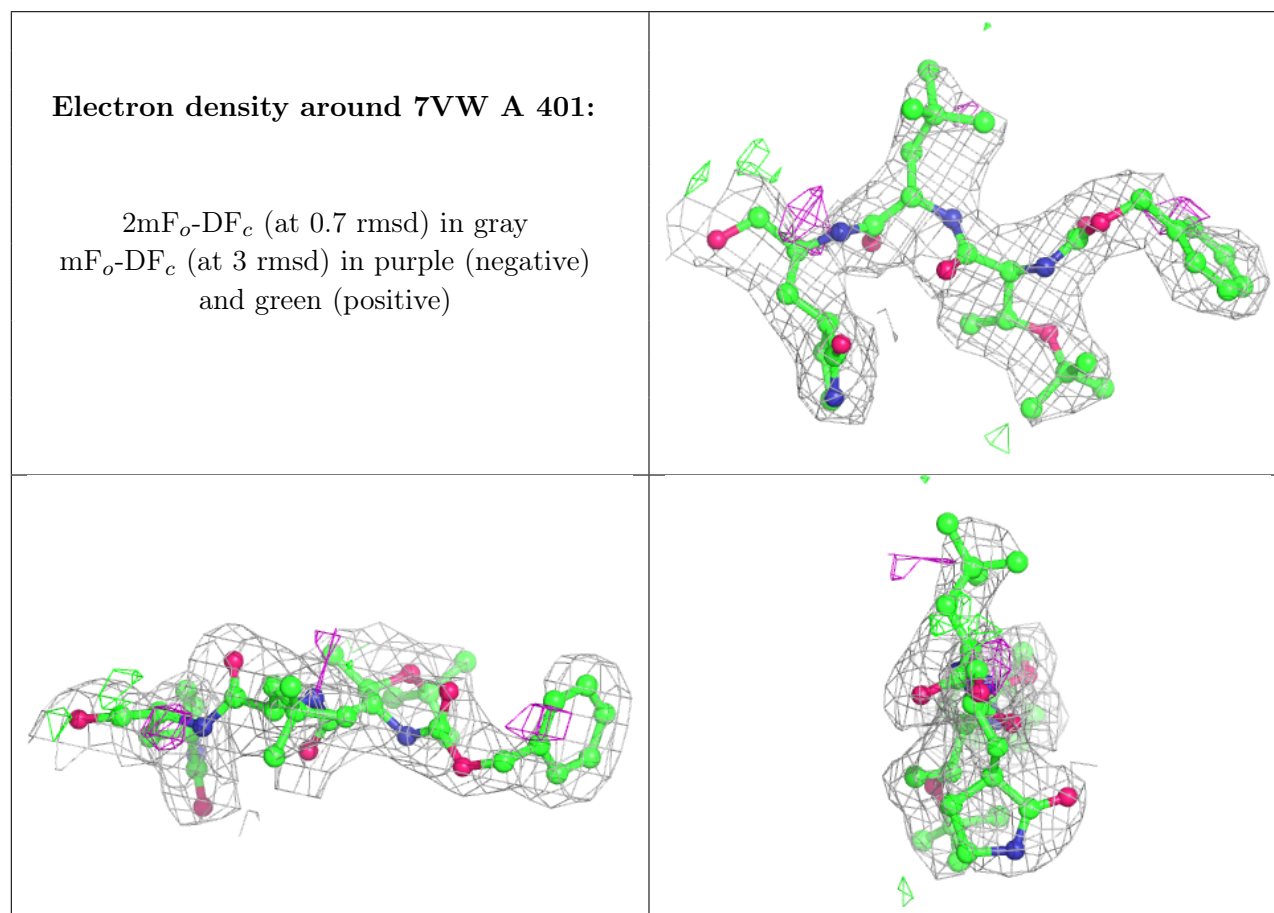 Electron density around 7VW A 401:
2mFo-DFc (at 0.7 rmsd) in gray
mFo-DFc (at 3 rmsd) in purple (negative)
and green (positive)